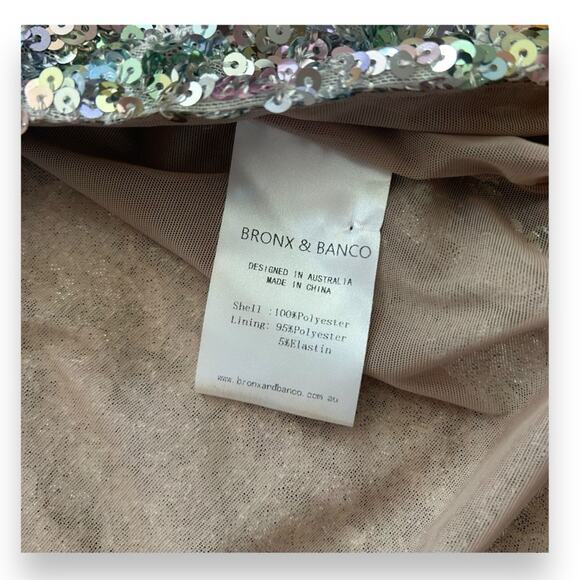 BRONX & BANCO
DESIGNED IN AUSTRALIA
MADE IN CHINA
Shell :100%Polyester
Lining: 95%Polyester
5%Elastin
www.bronxandbanco.com au